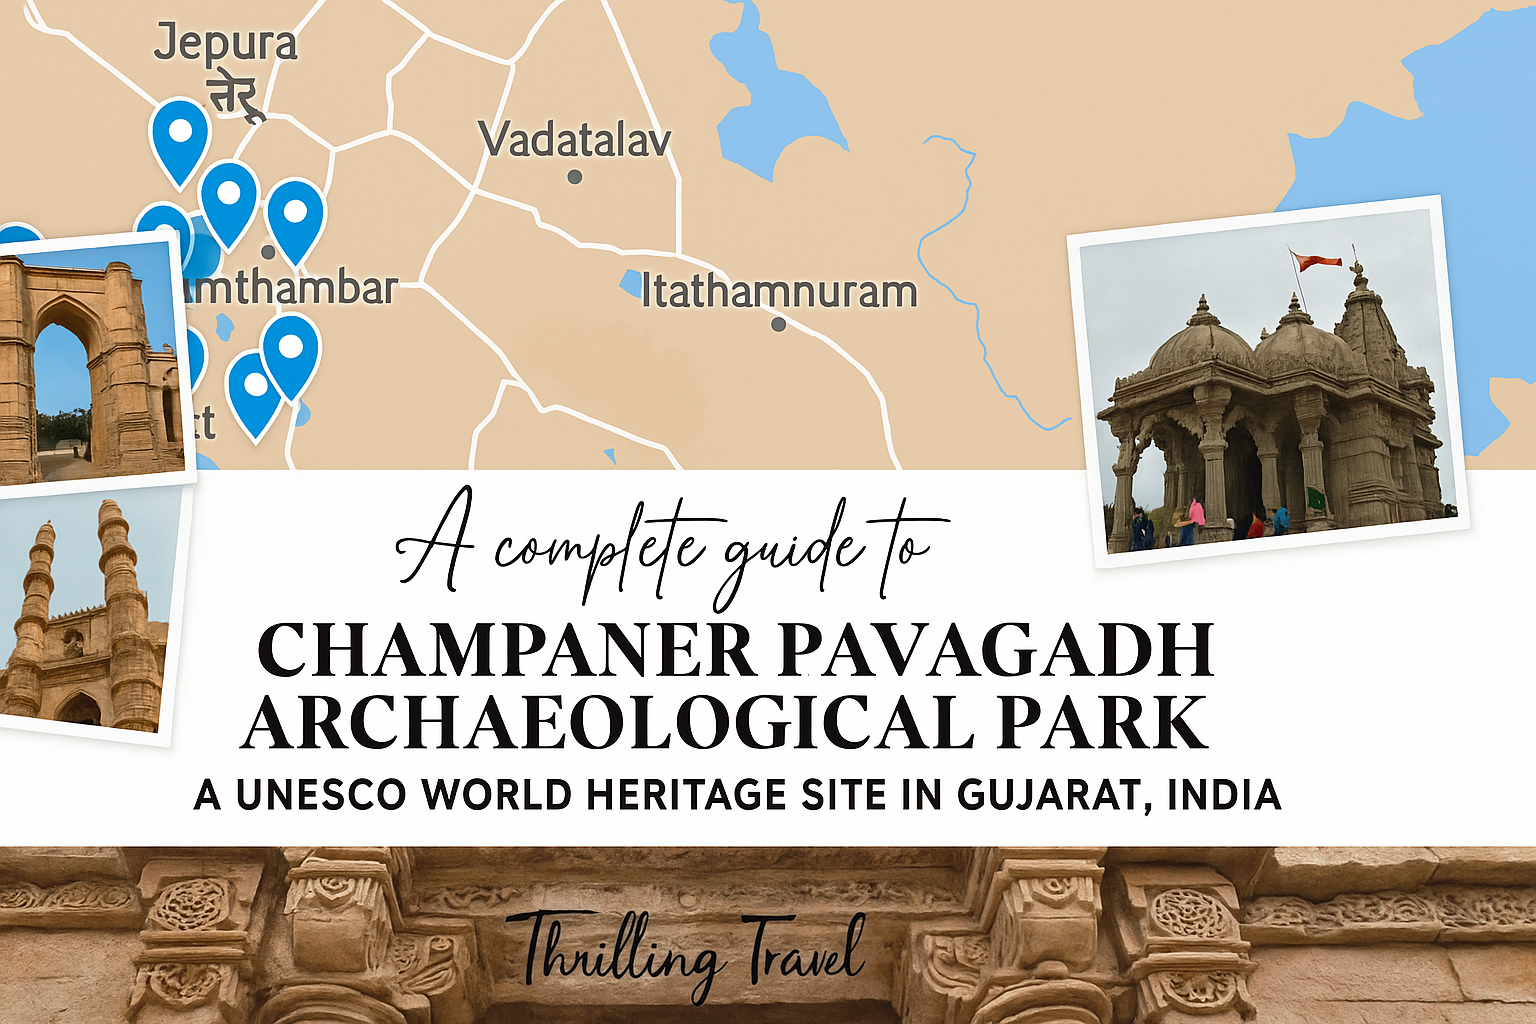 Jepura
तेरू
Vadatalav
mthambar
Itathamnuram
A complete guide to
CHAMPANER PAVAGADH
ARCHAEOLOGICAL PARK
A UNESCO WORLD HERITAGE SITE IN GUJARAT, INDIA
Thrilling Travel